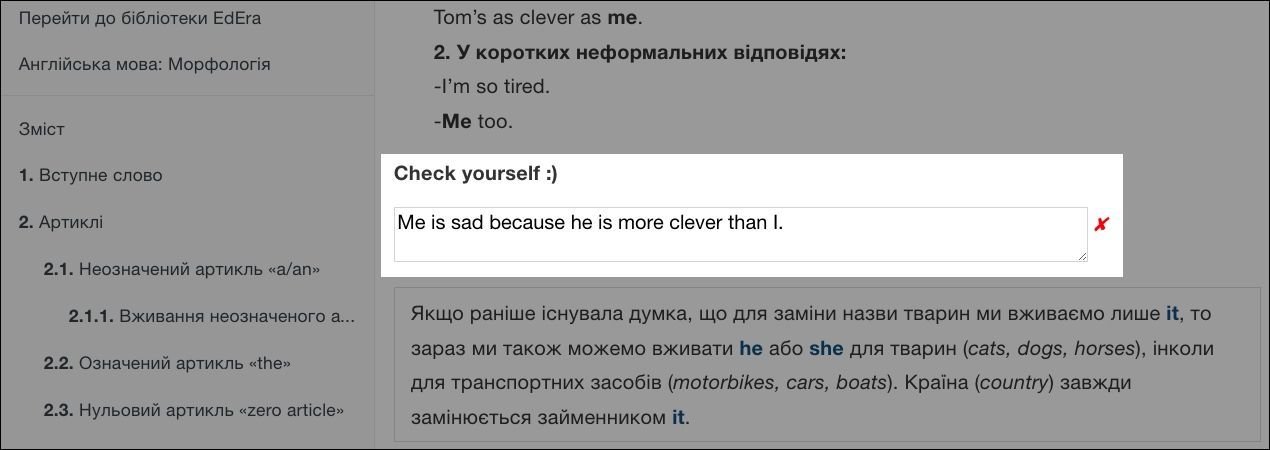 Перейти до бібліотеки EdEra
Англійська мова: Морфологія
Зміст
1. Вступне слово
2. Артиклі
2.1. Неозначений артикль «a/an»
2.1.1. Вживання неозначеного а...
2.2. Означений артикль «the»
2.3. Нульовий артикль «zero article»
Tom’s as clever as me.
2. У коротких неформальних відповідях:
-I’m so tired.
-Me too.
Check yourself :)
Me is sad because he is more clever than I.
Якщо раніше існувала думка, що для заміни назви тварин ми вживаємо лише it, то
зараз ми також можемо вживати he або she для тварин (cats, dogs, horses), інколи
для транспортних засобів (motorbikes, cars, boats). Країна (country) завжди
замінюється займенником it.